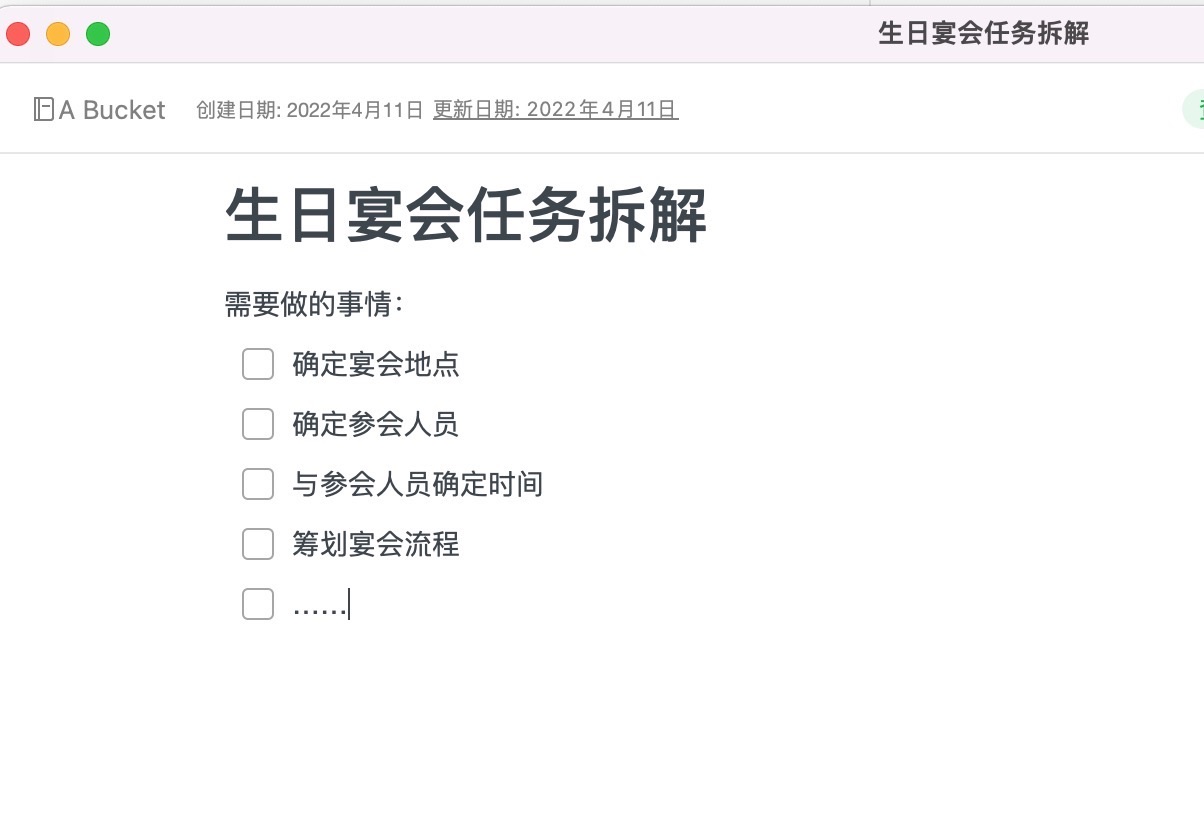 生日宴会任务拆解
A Bucket 创建日期: 2022年4月11日 更新日期: 2022年4月11日
生日宴会任务拆解
需要做的事情：
确定宴会地点
确定参会人员
与参会人员确定时间
筹划宴会流程
......